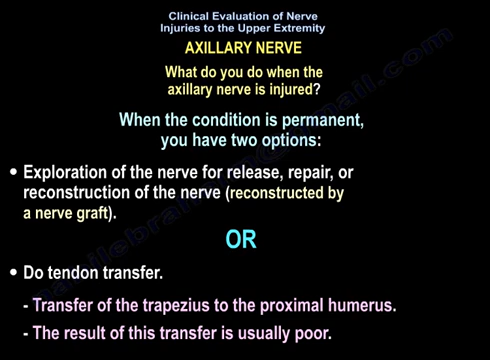 Clinical Evaluation of Nerve
Injuries to the Upper Extremity
AXILLARY NERVE
What do you do when the
axillary nerve is injured?
When the condition is permanent,
you have two options:
• Exploration of the nerve for release, repair, or
reconstruction of the nerve (reconstructed by
a nerve graft).
OR
• Do tendon transfer.
- Transfer of the trapezius to the proximal humerus.
- The result of this transfer is usually poor.